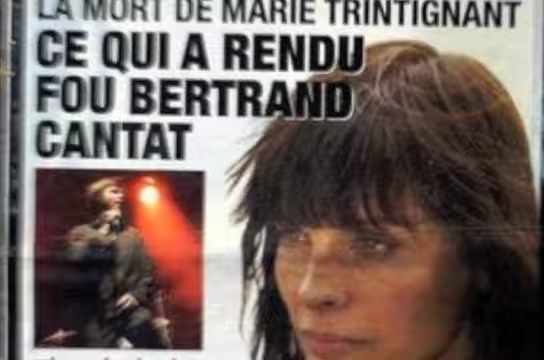 LA MORT DE MARIE TRINTIGNANT
CE QUI A RENDU
FOU BERTRAND
CANTAT